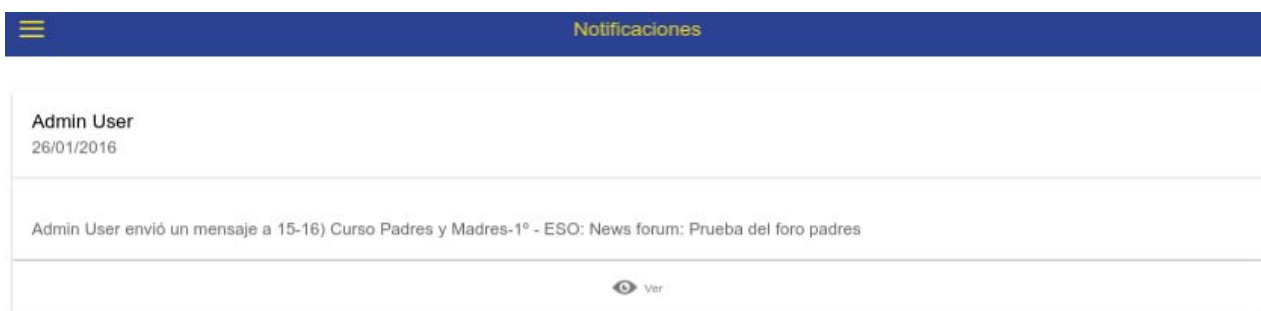 Notificaciones
Admin User
26/01/2016
Admin User envió un mensaje a 15-16) Curso Padres y Madres-1º - ESO: News forum: Prueba del foro padres
Ver